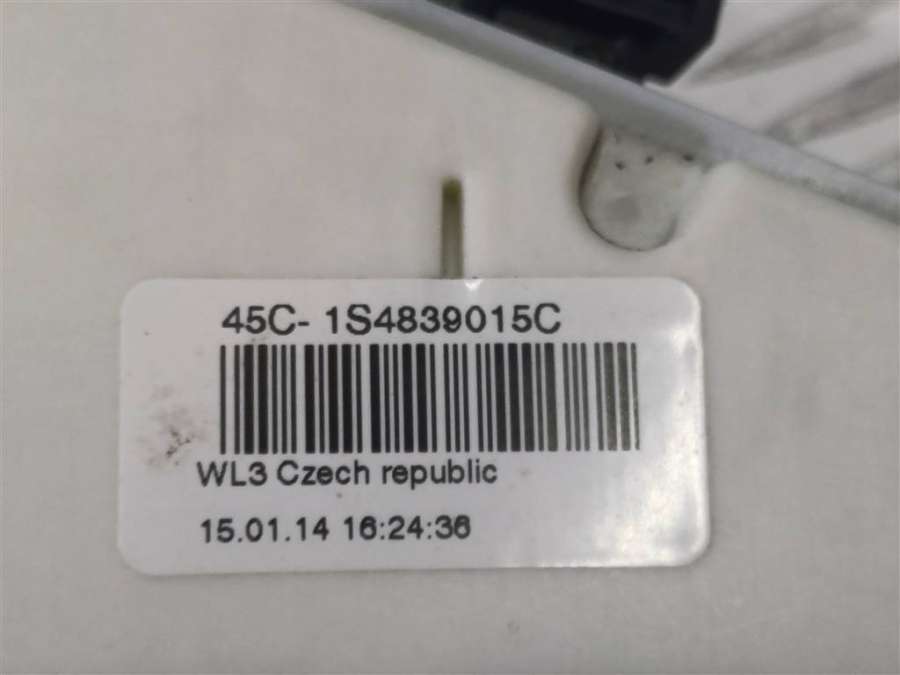 45C- 1S4839015C
WL3 Czech republic
15.01.14 16:24:36